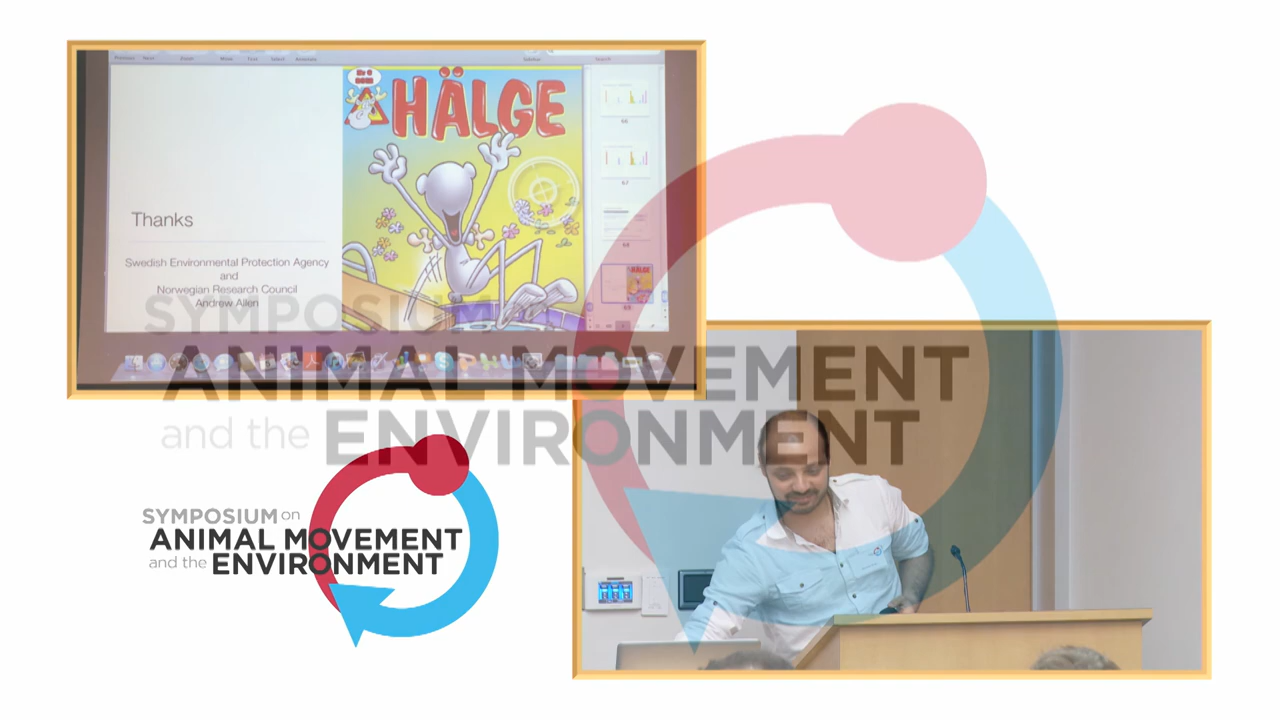 HÄLGE
Thanks
Swedish Environmental Protection Agency
and
Norwegian Research Council
Andrew Allen
HÄLGE
SYMPOSIUM
ANIMAL MOVEMENT
and the ENVIRONMENT
SYMPOSIUM on
ANIMAL MOVEMENT
and the ENVIRONMENT